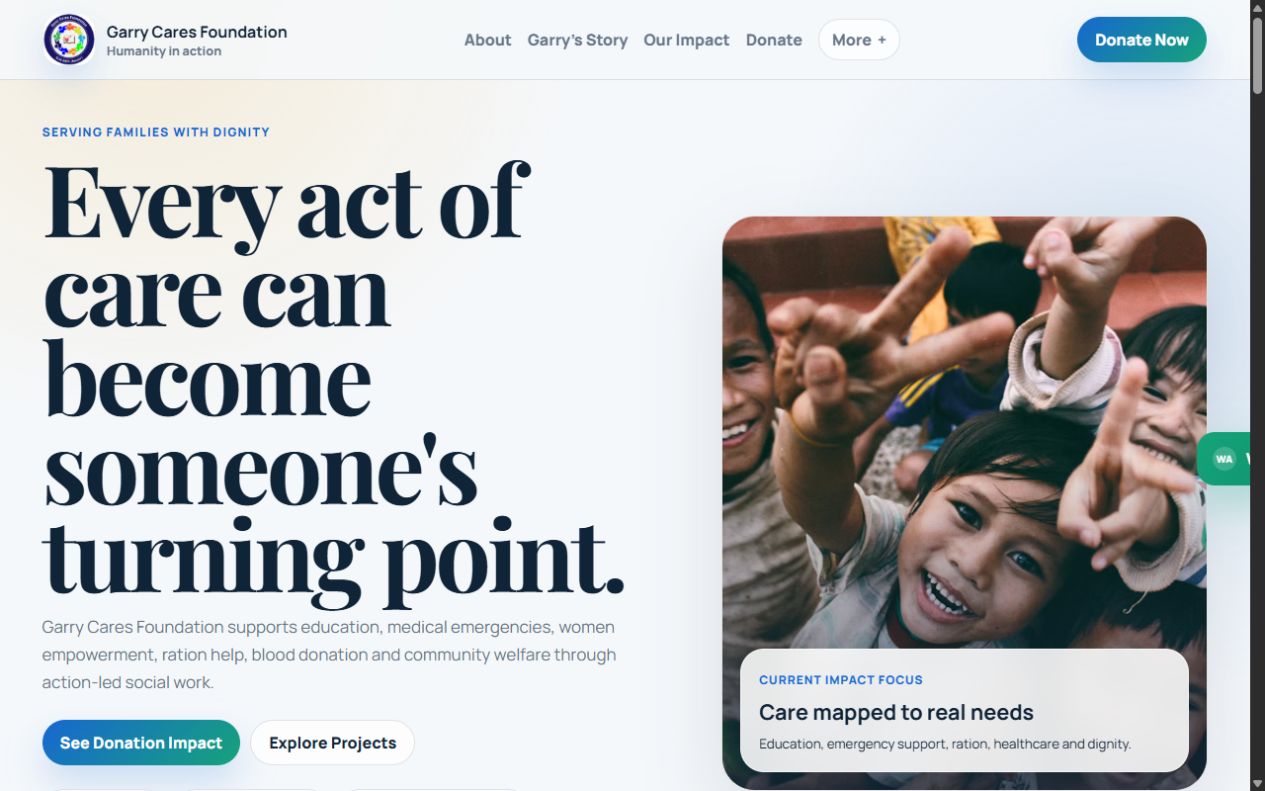 Garry Cares Foundation
Humanity in action
About
Garry's Story
Our Impact
Donate
More +
Donate Now
SERVING FAMILIES WITH DIGNITY
Every act of
care can
become
someone's
turning point.
Garry Cares Foundation supports education, medical emergencies, women
empowerment, ration help, blood donation and community welfare through
action-led social work.
See Donation Impact
Explore Projects
WA
CURRENT IMPACT FOCUS
Care mapped to real needs
Education, emergency support, ration, healthcare and dignity.